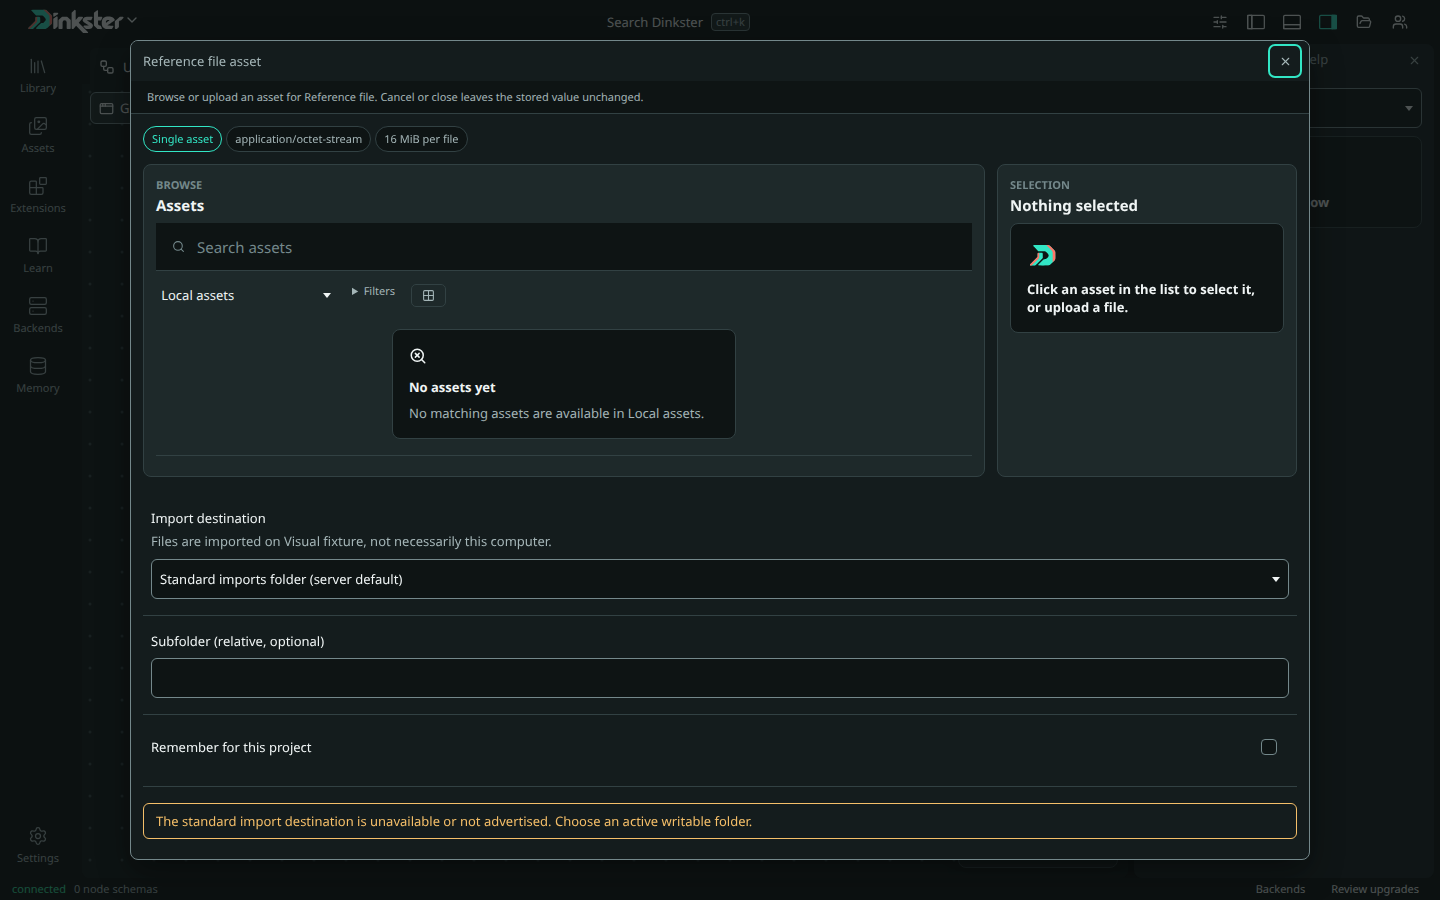 Dinkster
Search Dinkster ctrl+k
Library
Assets
Extensions
Learn
Backends
Memory
Settings
Reference file asset
Browse or upload an asset for Reference file. Cancel or close leaves the stored value unchanged.
Single asset application/octet-stream 16 MiB per file
BROWSE
Assets
Search assets
Local assets Filters
No assets yet
No matching assets are available in Local assets.
SELECTION
Nothing selected
Click an asset in the list to select it,
or upload a file.
Import destination
Files are imported on Visual fixture, not necessarily this computer.
Standard imports folder (server default)
Subfolder (relative, optional)
Remember for this project
The standard import destination is unavailable or not advertised. Choose an active writable folder.
connected 0 node schemas
Backends Review upgrades